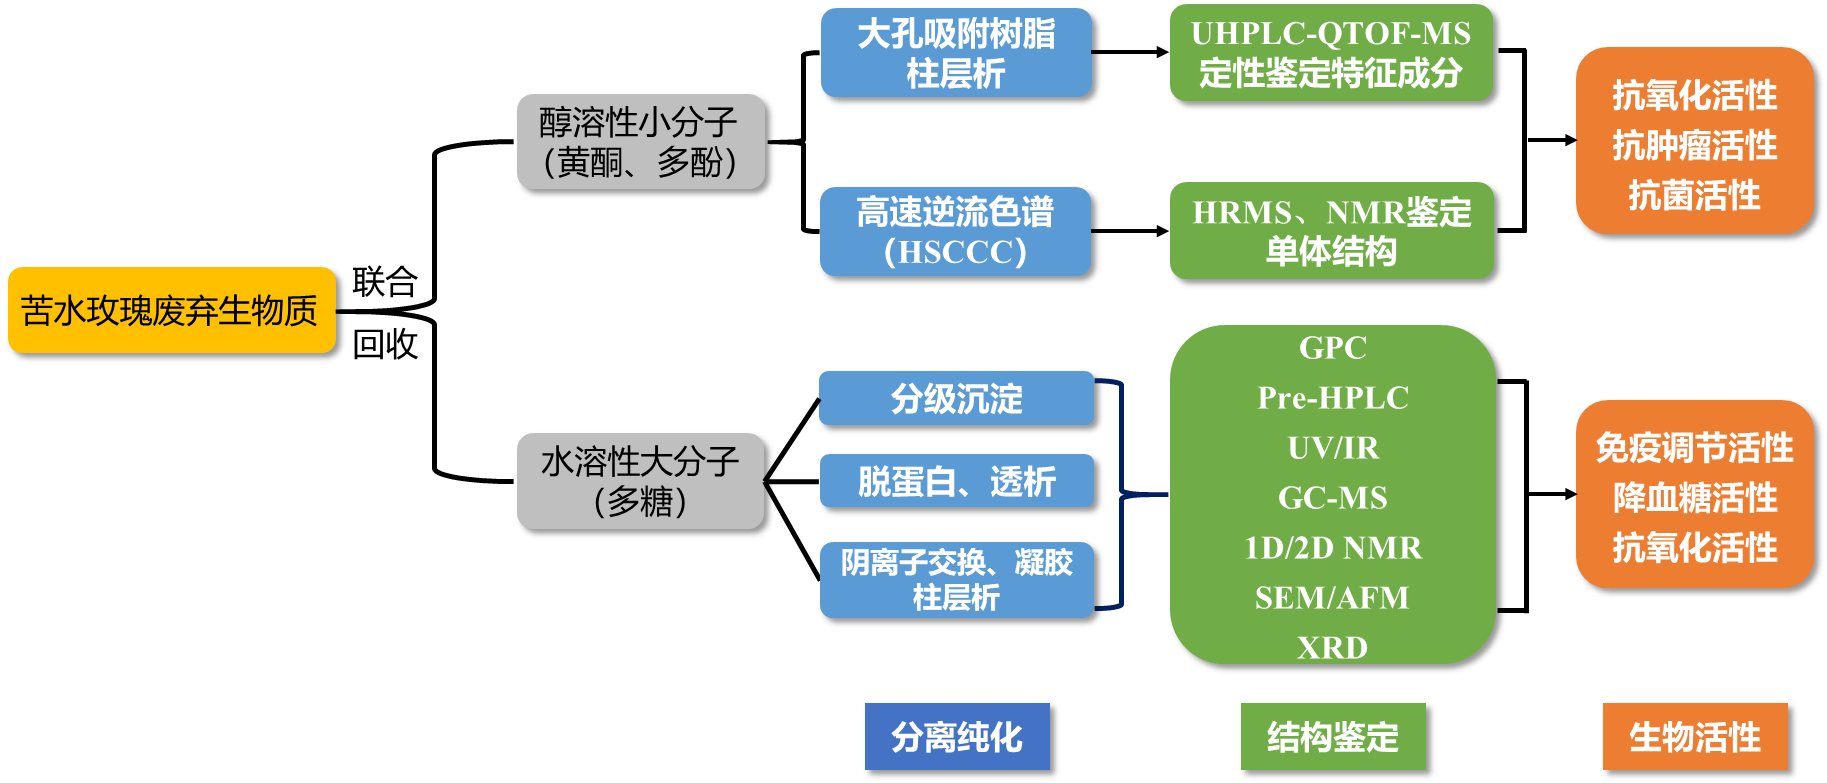 苦水玫瑰废弃生物质
联合
回收
醇溶性小分子
（黄酮、多酚）
大孔吸附树脂
柱层析
UHPLC-QTOF-MS
定性鉴定特征成分
高速逆流色谱
（HSCCC）
HRMS、NMR鉴定
单体结构
抗氧化活性
抗肿瘤活性
抗菌活性
水溶性大分子
（多糖）
分级沉淀
脱蛋白、透析
阴离子交换、凝胶
柱层析
GPC
Pre-HPLC
UV/IR
GC-MS
1D/2D NMR
SEM/AFM
XRD
免疫调节活性
降血糖活性
抗氧化活性
分离纯化
结构鉴定
生物活性